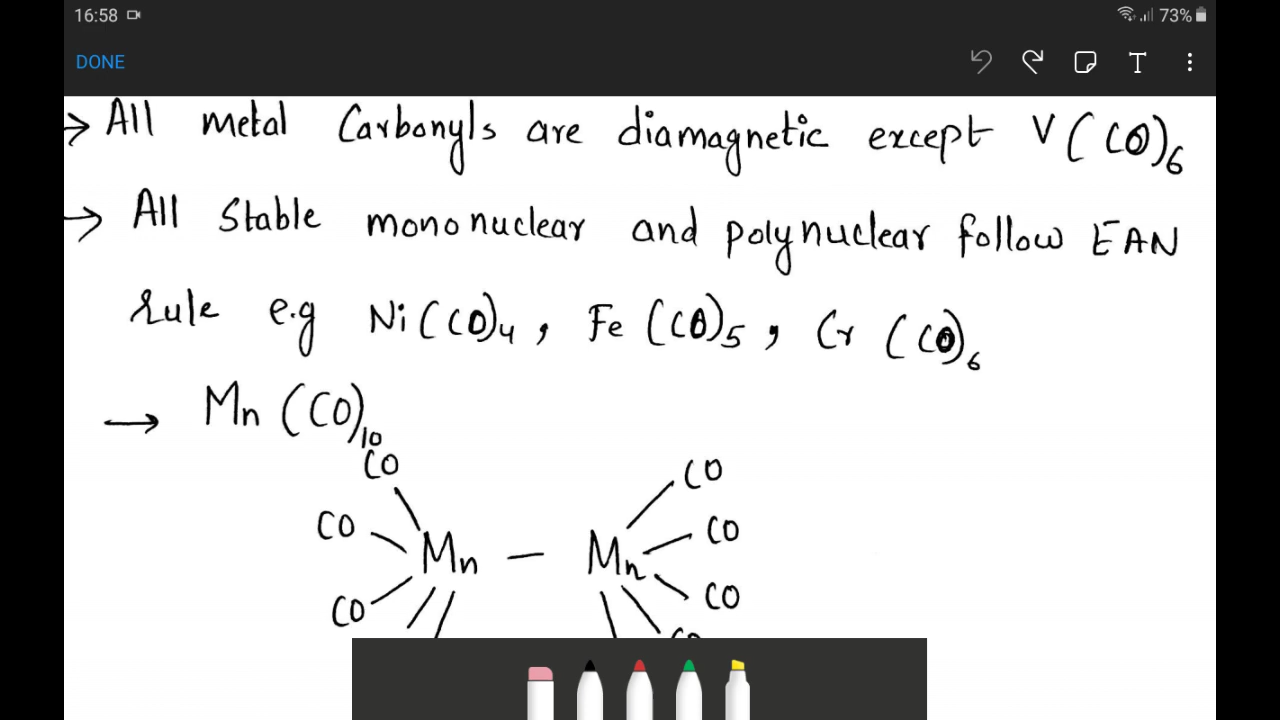 16:58 73%
DONE T
→ All metal Carbonyls are diamagnetic except V(CO)₆
→ All Stable mononuclear and polynuclear follow EAN
rule e.g Ni(CO)₄, Fe(CO)₅, Cr(CO)₆
→ Mn(CO)₁₀
CO CO
CO CO
Mn — Mn
CO CO
CO